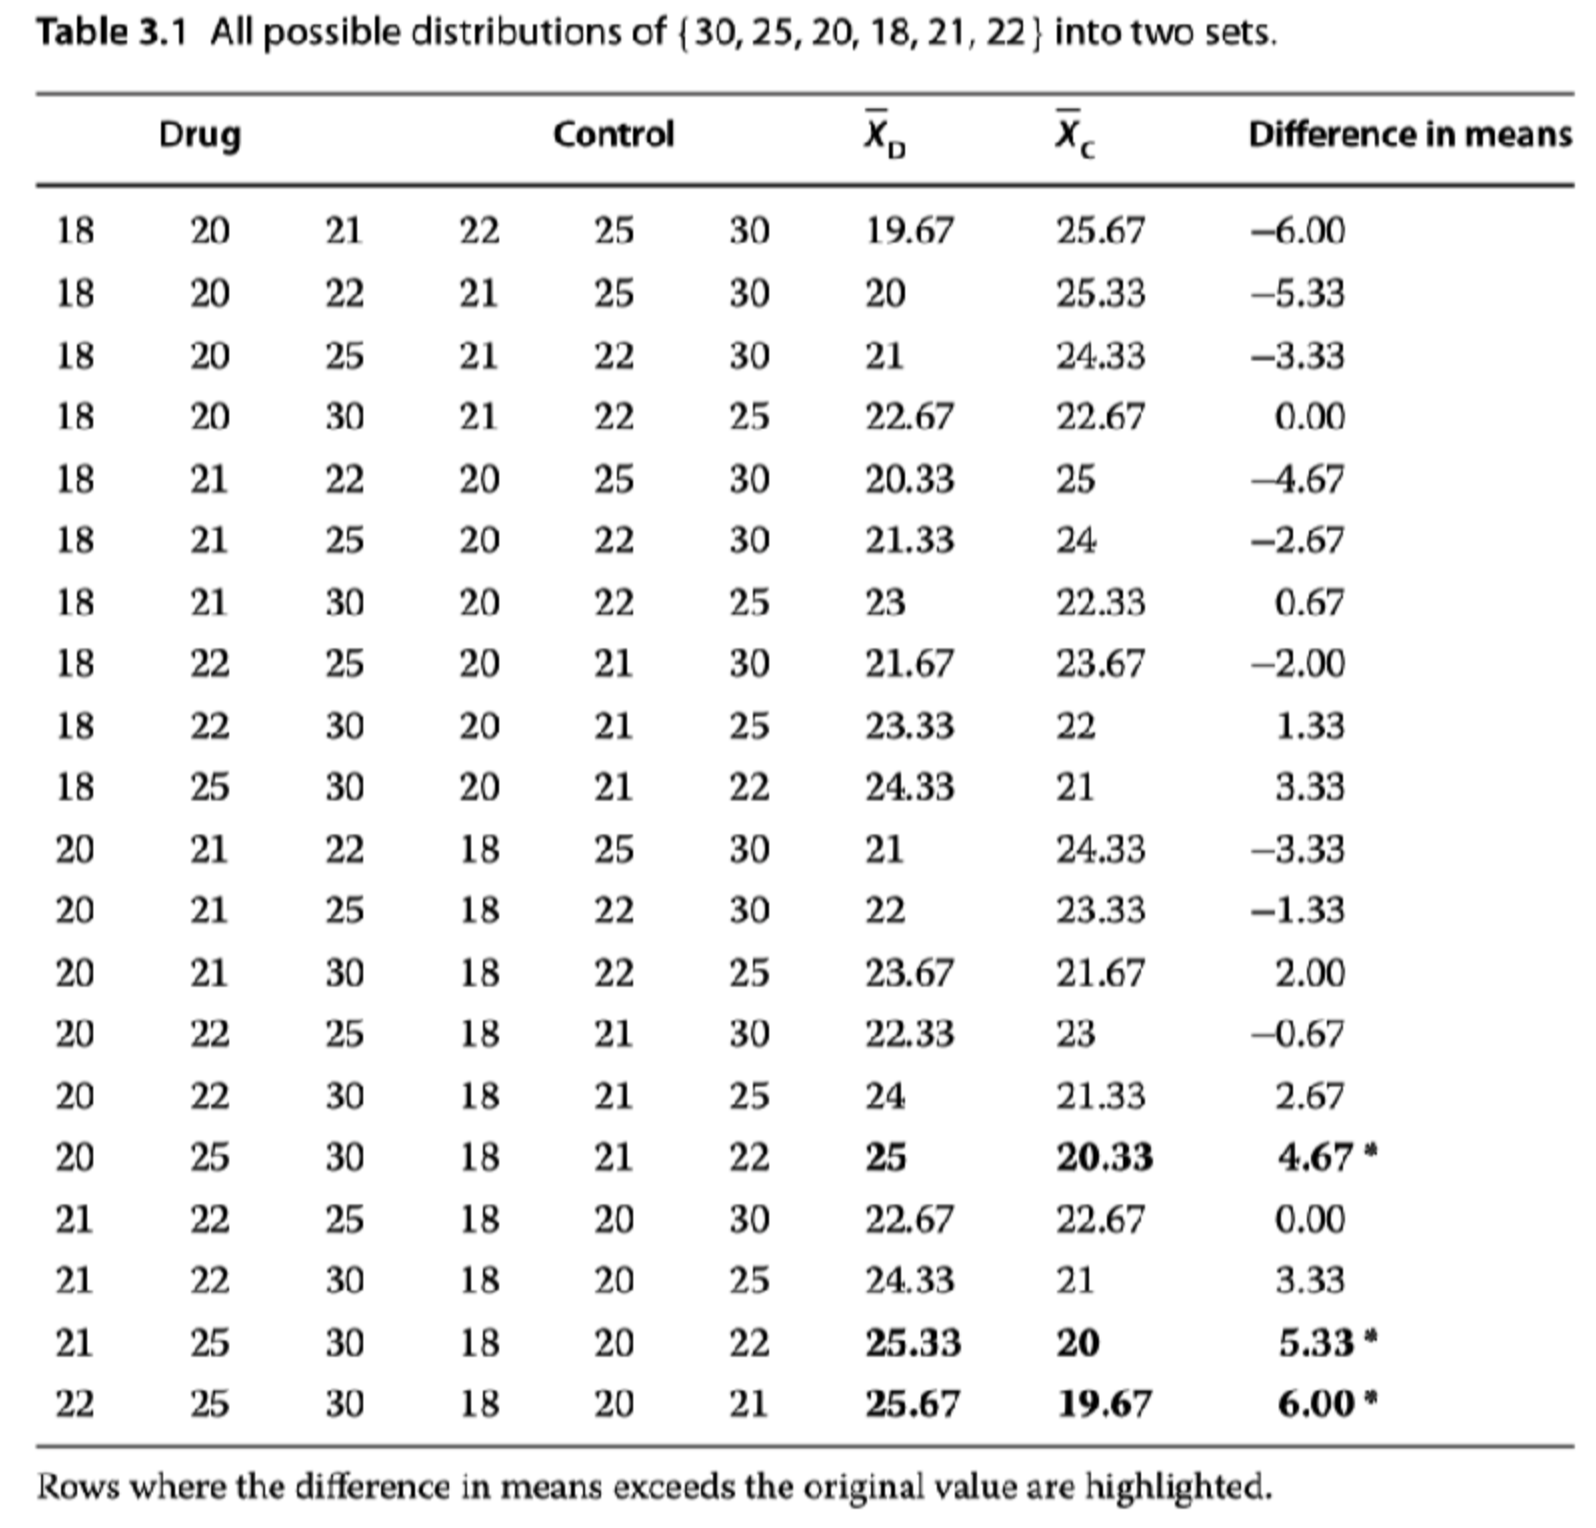 Table 3.1 All possible distributions of {30, 25, 20, 18, 21, 22} into two sets.
Drug Control X̅D X̅C Difference in means
18 20 21 22 25 30 19.67 25.67 –6.00
18 20 22 21 25 30 20 25.33 –5.33
18 20 25 21 22 30 21 24.33 –3.33
18 20 30 21 22 25 22.67 22.67 0.00
18 21 22 20 25 30 20.33 25 –4.67
18 21 25 20 22 30 21.33 24 –2.67
18 21 30 20 22 25 23 22.33 0.67
18 22 25 20 21 30 21.67 23.67 –2.00
18 22 30 20 21 25 23.33 22 1.33
18 25 30 20 21 22 24.33 21 3.33
20 21 22 18 25 30 21 24.33 –3.33
20 21 25 18 22 30 22 23.33 –1.33
20 21 30 18 22 25 23.67 21.67 2.00
20 22 25 18 21 30 22.33 23 –0.67
20 22 30 18 21 25 24 21.33 2.67
20 25 30 18 21 22 25 20.33 4.67 *
21 22 25 18 20 30 22.67 22.67 0.00
21 22 30 18 20 25 24.33 21 3.33
21 25 30 18 20 22 25.33 20 5.33 *
22 25 30 18 20 21 25.67 19.67 6.00 *
Rows where the difference in means exceeds the original value are highlighted.